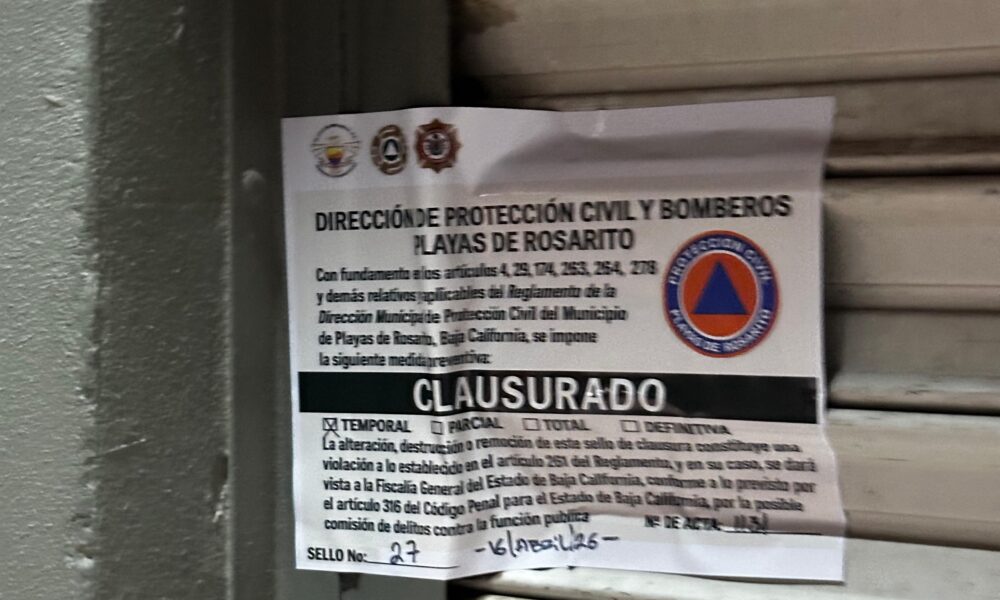 DIRECCIÓN DE PROTECCIÓN CIVIL Y BOMBEROS
PLAYAS DE ROSARITO
Con fundamento a los artículos 4, 29, 174, 263, 264, 278
y demás relativos aplicables del Reglamento de la
Dirección Municipal de Protección Civil del Municipio
de Playas de Rosarito, Baja California, se impone
la siguiente medida preventiva:
PROTECCION CIVIL
PLAYAS DE ROSARITO
CLAUSURADO
☒ TEMPORAL ☐ PARCIAL ☐ TOTAL ☐ DEFINITIVA
La alteración, destrucción o remoción de este sello de clausura constituye una
violación a lo establecido en el artículo 261 del Reglamento, y en su caso, se dará
vista a la Fiscalía General del Estado de Baja California, conforme a lo previsto por
el artículo 316 del Código Penal para el Estado de Baja California, por la posible
comisión de delitos contra la función publica
Nº DE ACTA:
SELLO No: 27 -16/ABRIL/26-